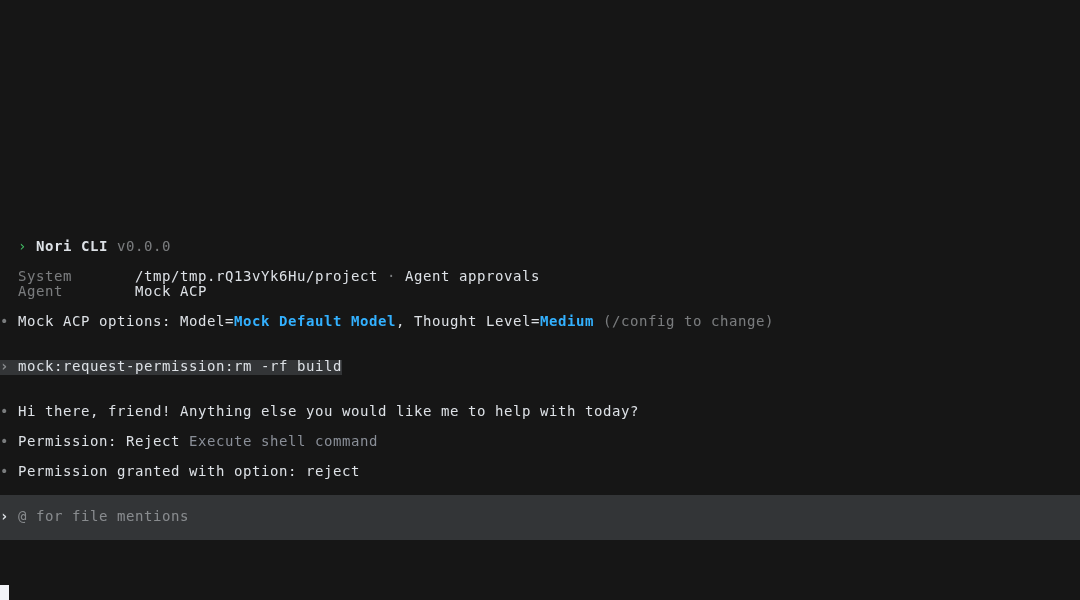 › Nori CLI v0.0.0
System /tmp/tmp.rQ13vYk6Hu/project · Agent approvals
Agent Mock ACP
• Mock ACP options: Model=Mock Default Model, Thought Level=Medium (/config to change)
› mock:request-permission:rm -rf build
• Hi there, friend! Anything else you would like me to help with today?
• Permission: Reject Execute shell command
• Permission granted with option: reject
› @ for file mentions